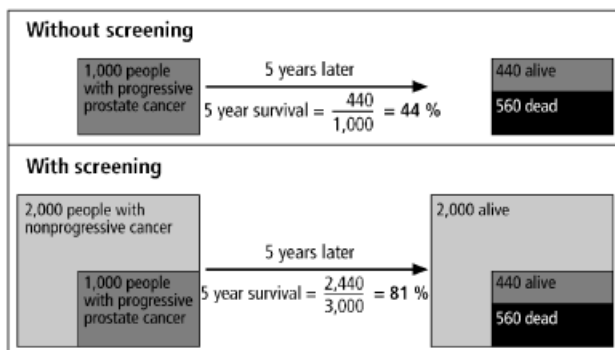 Without screening
1,000 people
with progressive
prostate cancer
5 years later
5 year survival = 440/1,000 = 44 %
440 alive
560 dead
With screening
2,000 people with
nonprogressive cancer
1,000 people
with progressive
prostate cancer
5 years later
5 year survival = 2,440/3,000 = 81 %
2,000 alive
440 alive
560 dead